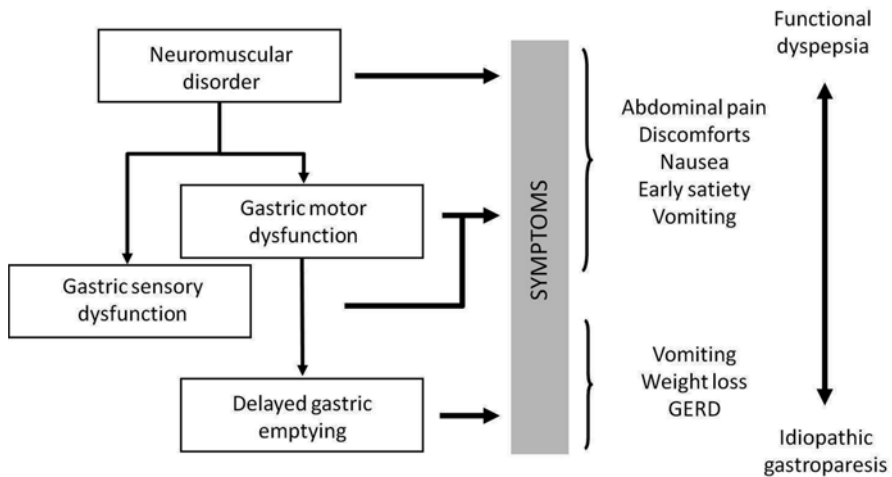 Functional
dyspepsia
Neuromuscular
disorder
Abdominal pain
Discomforts
Nausea
Early satiety
Vomiting
Gastric motor
dysfunction
SYMPTOMS
Gastric sensory
dysfunction
Vomiting
Weight loss
GERD
Delayed gastric
emptying
Idiopathic
gastroparesis